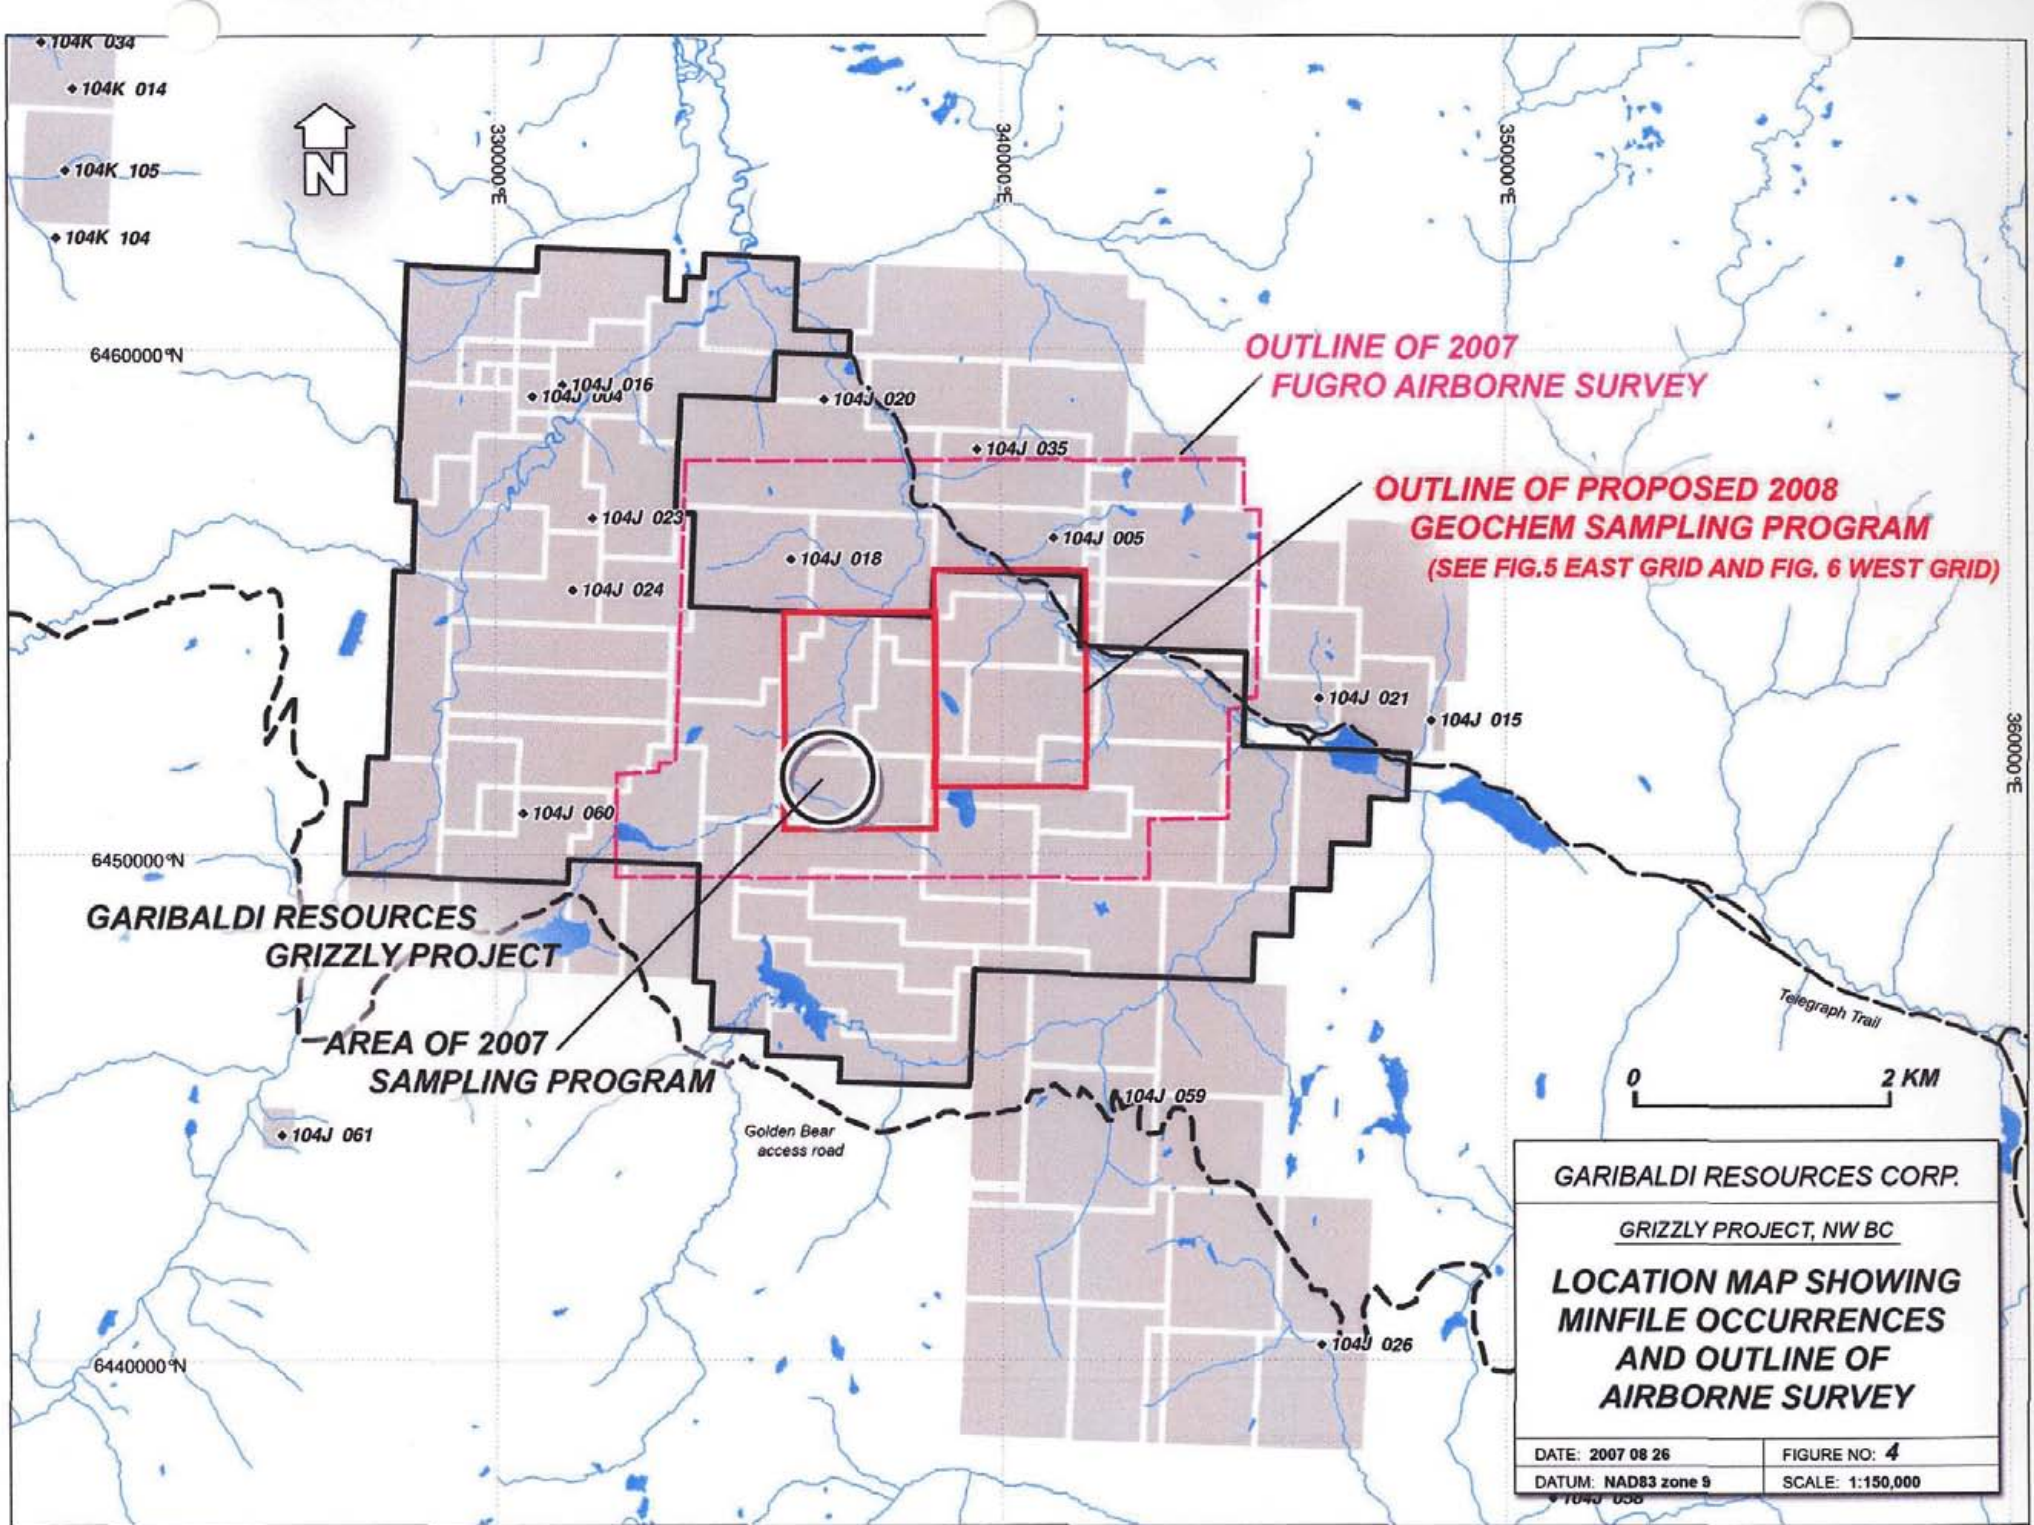 104K 034
104K 014
104K 105
104K 104
N
330000°E
340000°E
350000°E
360000°E
6460000°N
6450000°N
6440000°N
OUTLINE OF 2007
FUGRO AIRBORNE SURVEY
OUTLINE OF PROPOSED 2008
GEOCHEM SAMPLING PROGRAM
(SEE FIG.5 EAST GRID AND FIG. 6 WEST GRID)
104J 016
104J 004
104J 020
104J 035
104J 023
104J 005
104J 018
104J 024
104J 021
104J 015
104J 060
GARIBALDI RESOURCES
GRIZZLY PROJECT
AREA OF 2007
SAMPLING PROGRAM
Telegraph Trail
0 2 KM
104J 059
104J 061
Golden Bear
access road
104J 026
GARIBALDI RESOURCES CORP.
GRIZZLY PROJECT, NW BC
LOCATION MAP SHOWING
MINFILE OCCURRENCES
AND OUTLINE OF
AIRBORNE SURVEY
DATE: 2007 08 26
FIGURE NO: 4
DATUM: NAD83 zone 9
SCALE: 1:150,000